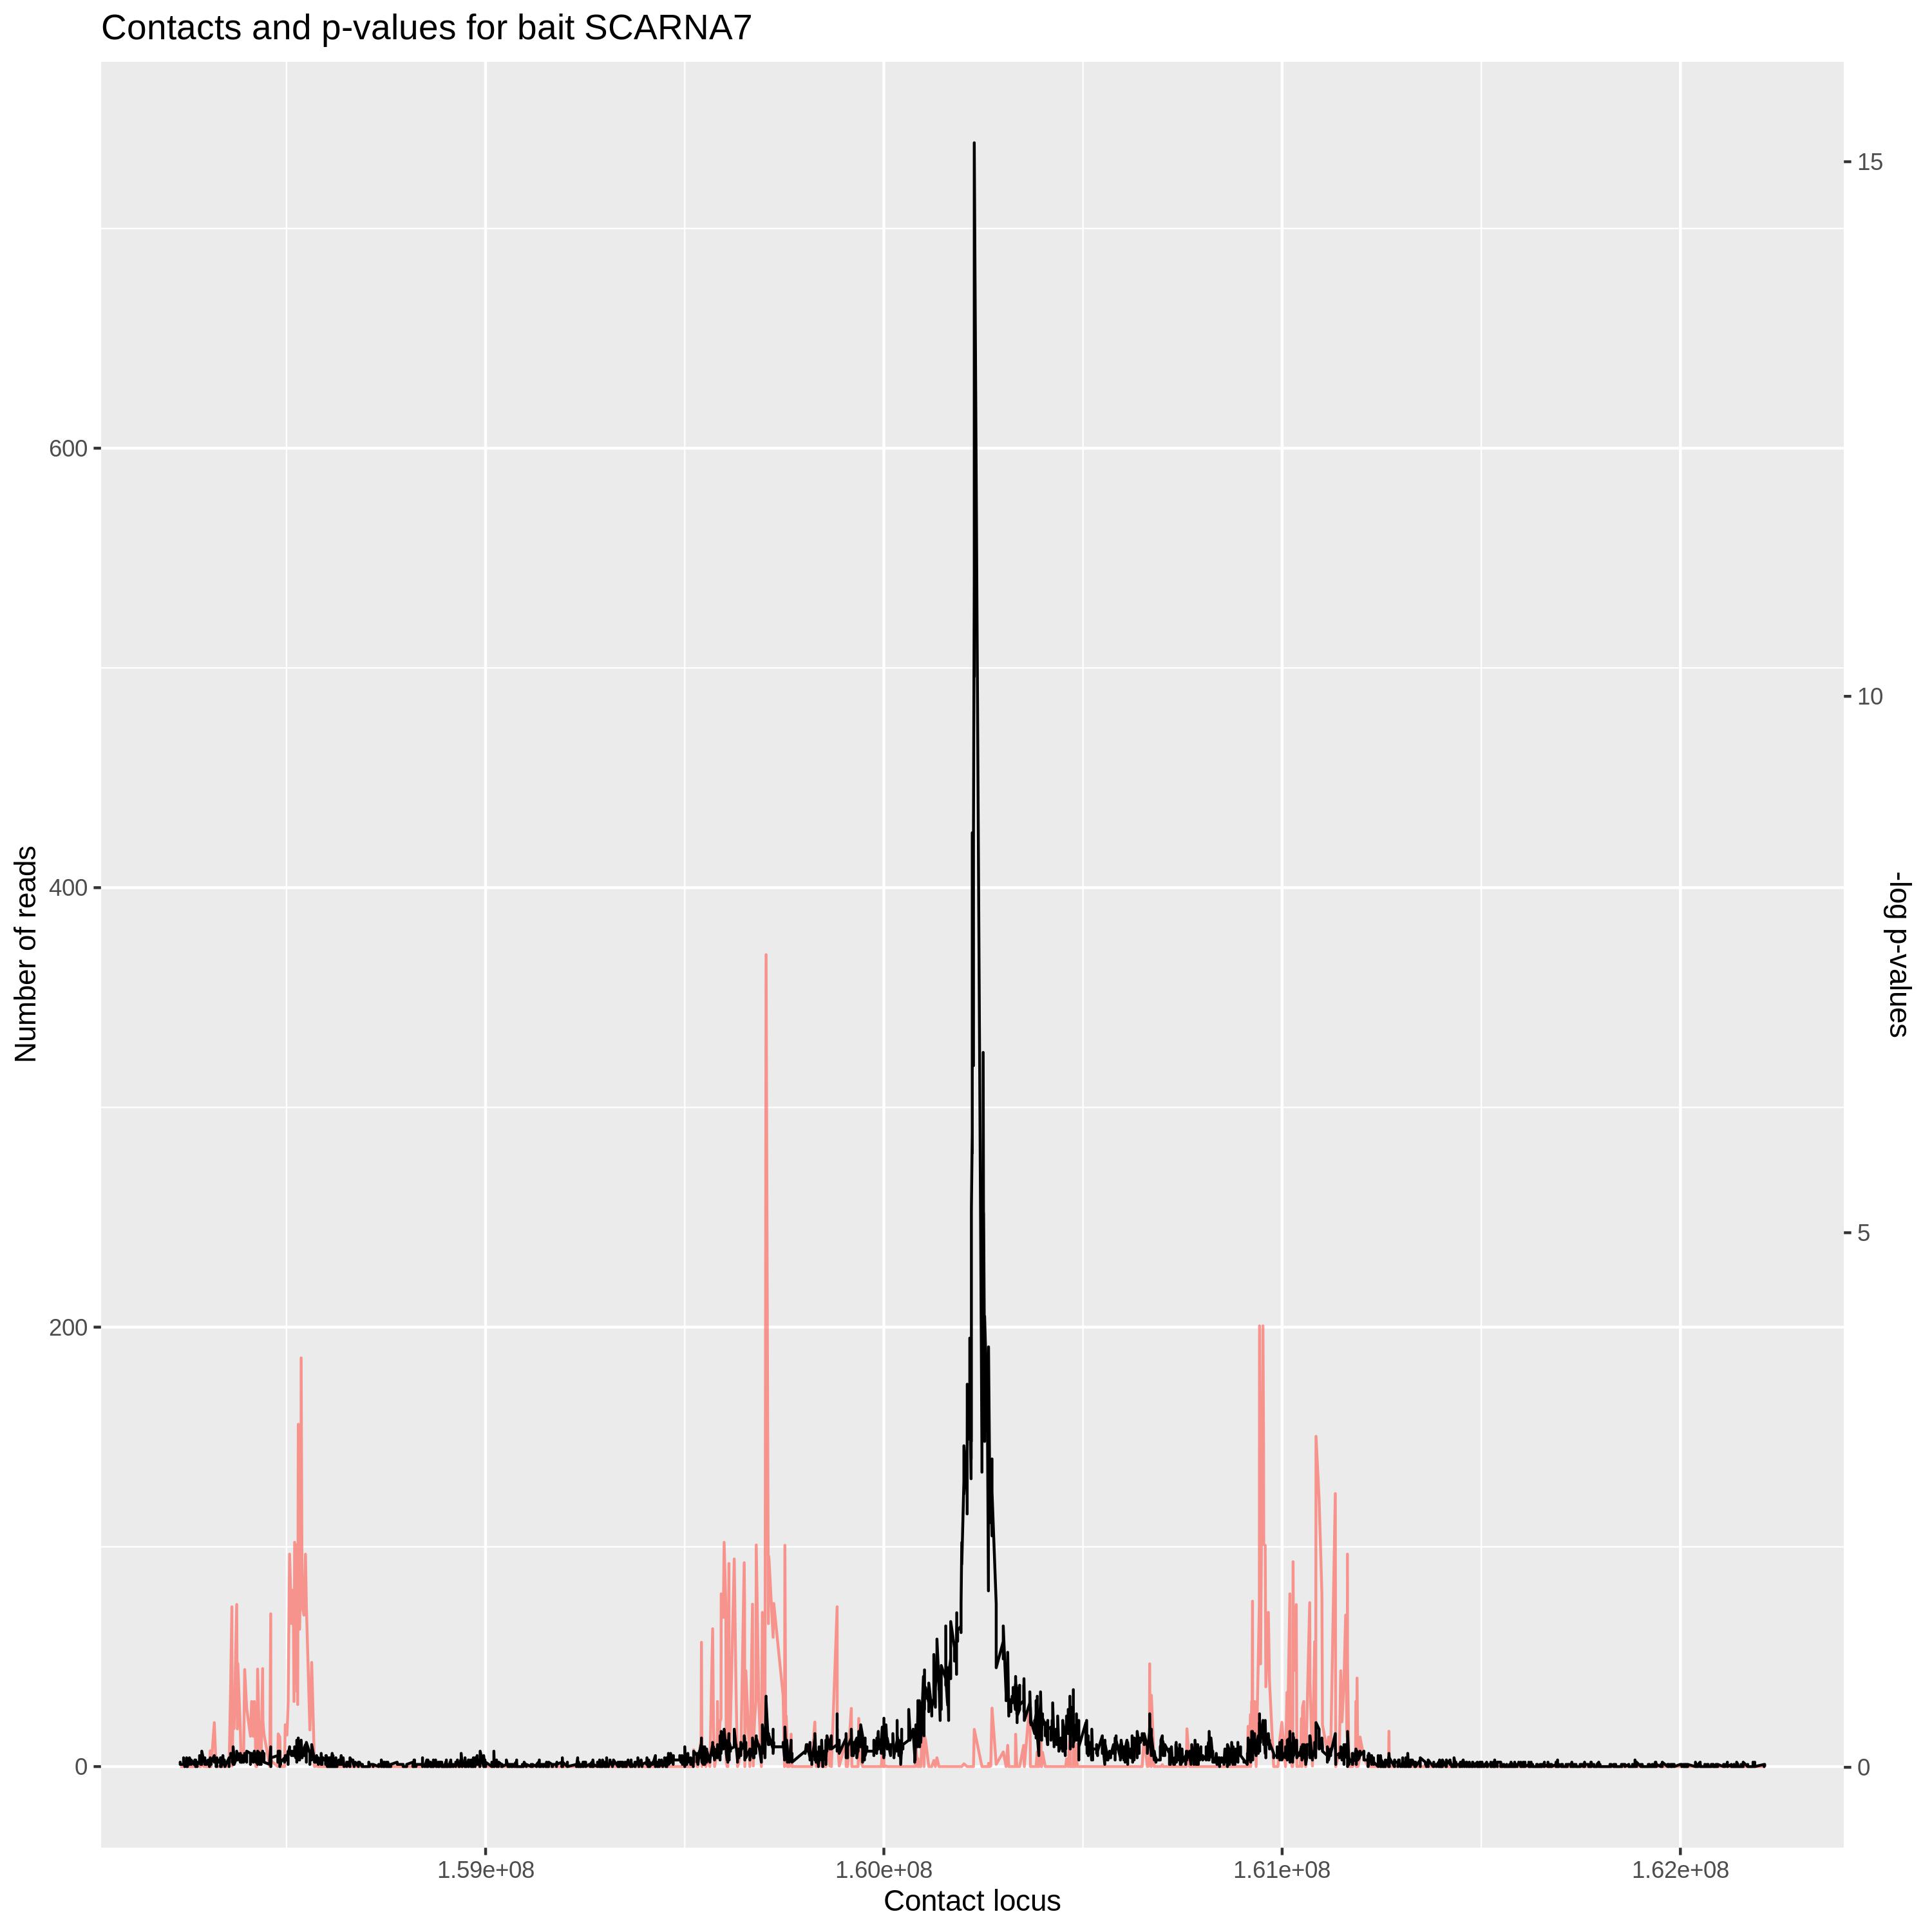 Contacts and p-values for bait SCARNA7
15
600
10
Number of reads
400
-log p-values
5
200
0
0
1.59e+08
1.60e+08
1.61e+08
1.62e+08
Contact locus